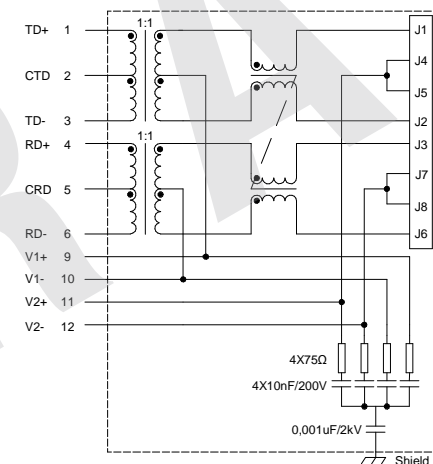 TD+ 1 1:1 J1
J4
CTD 2
J5
TD- 3 J2
1:1
RD+ 4 J3
J7
CRD 5
J8
RD- 6 J6
V1+ 9
V1- 10
V2+ 11
V2- 12
4X75Ω
4X10nF/200V
0,001uF/2kV
Shield